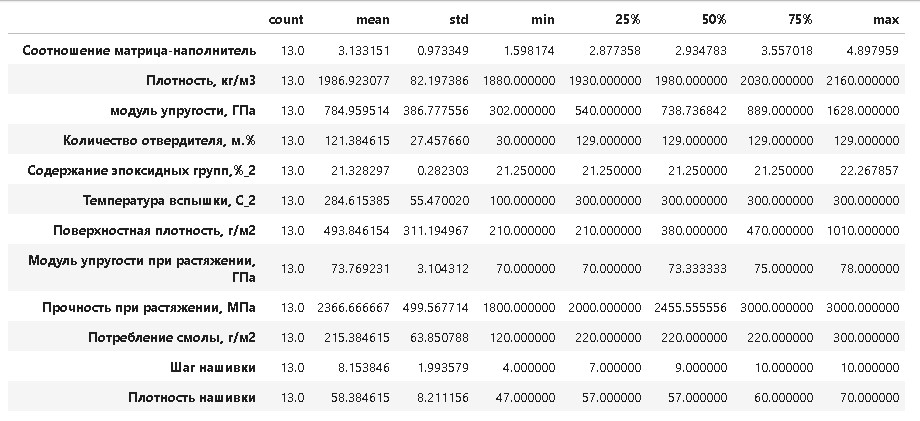 count mean std min 25% 50% 75% max
Соотношение матрица-наполнитель 13.0 3.133151 0.973349 1.598174 2.877358 2.934783 3.557018 4.897959
Плотность, кг/м3 13.0 1986.923077 82.197386 1880.000000 1930.000000 1980.000000 2030.000000 2160.000000
модуль упругости, ГПа 13.0 784.959514 386.777556 302.000000 540.000000 738.736842 889.000000 1628.000000
Количество отвердителя, м.% 13.0 121.384615 27.457660 30.000000 129.000000 129.000000 129.000000 129.000000
Содержание эпоксидных групп,%_2 13.0 21.328297 0.282303 21.250000 21.250000 21.250000 21.250000 22.267857
Температура вспышки, С_2 13.0 284.615385 55.470020 100.000000 300.000000 300.000000 300.000000 300.000000
Поверхностная плотность, г/м2 13.0 493.846154 311.194967 210.000000 210.000000 380.000000 470.000000 1010.000000
Модуль упругости при растяжении,
ГПа 13.0 73.769231 3.104312 70.000000 70.000000 73.333333 75.000000 78.000000
Прочность при растяжении, МПа 13.0 2366.666667 499.567714 1800.000000 2000.000000 2455.555556 3000.000000 3000.000000
Потребление смолы, г/м2 13.0 215.384615 63.850788 120.000000 220.000000 220.000000 220.000000 300.000000
Шаг нашивки 13.0 8.153846 1.993579 4.000000 7.000000 9.000000 10.000000 10.000000
Плотность нашивки 13.0 58.384615 8.211156 47.000000 57.000000 57.000000 60.000000 70.000000